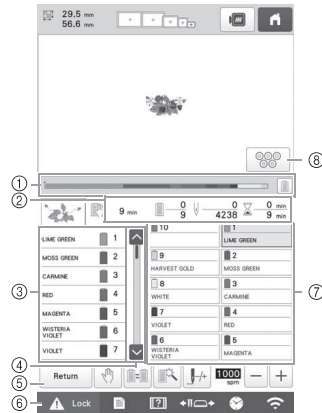 29.5 mm
56.6 mm
⑧
①
②
9 min
0
9
0
4238
0 min
9 min
③
LIME GREEN 1
MOSS GREEN 2
CARMINE 3
RED 4
MAGENTA 5
WISTERIA VIOLET 6
VIOLET 7
10
1
LIME GREEN
9
HARVEST GOLD
2
MOSS GREEN
8
WHITE
3
CARMINE
7
VIOLET
4
RED
6
WISTERIA VIOLET
5
MAGENTA
⑦
④
⑤
Return
1000
spm
− +
⑥
Lock